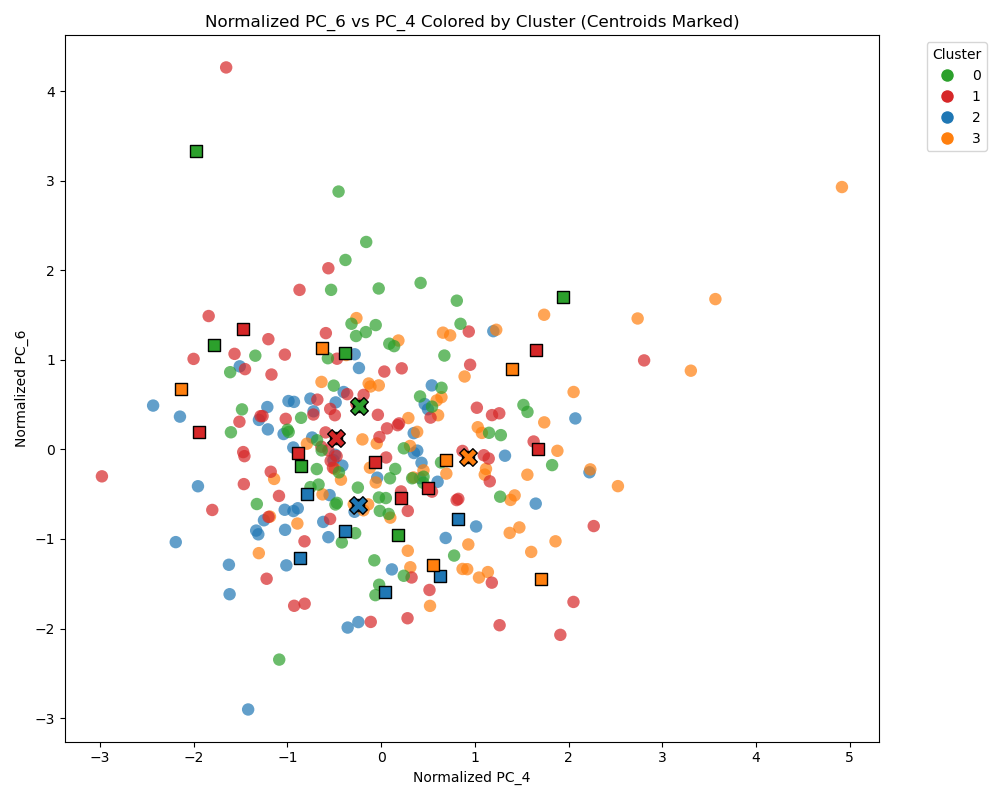 Normalized PC_6 vs PC_4 Colored by Cluster (Centroids Marked)
Cluster
0
1
2
3
Normalized PC_6
4
3
2
1
0
−1
−2
−3
−3 −2 −1 0 1 2 3 4 5
Normalized PC_4